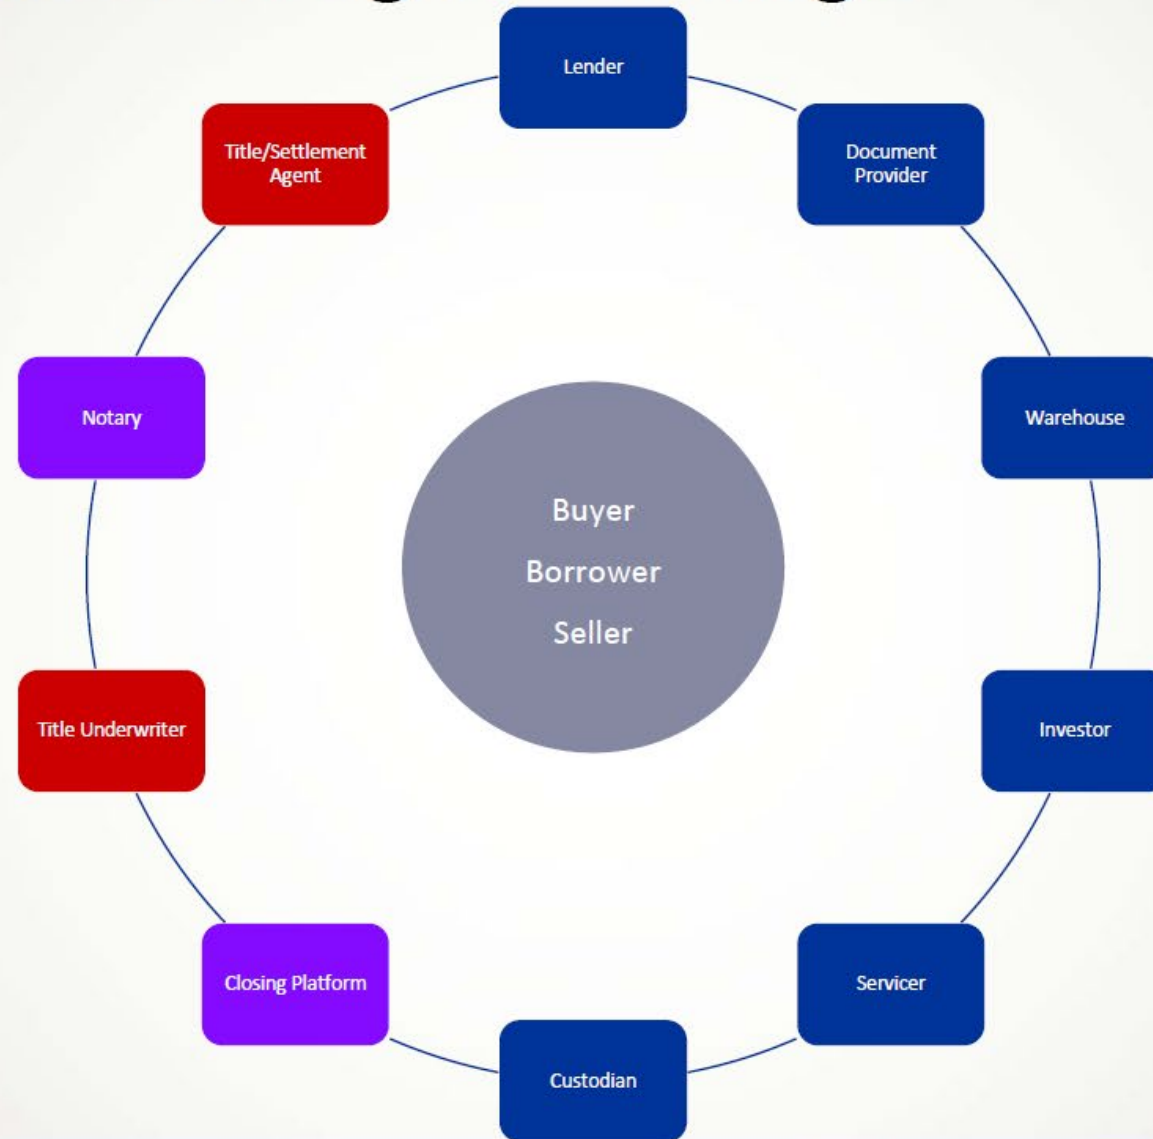 Lender
Title/Settlement
Agent
Document
Provider
Notary
Warehouse
Buyer
Borrower
Seller
Title Underwriter
Investor
Closing Platform
Servicer
Custodian